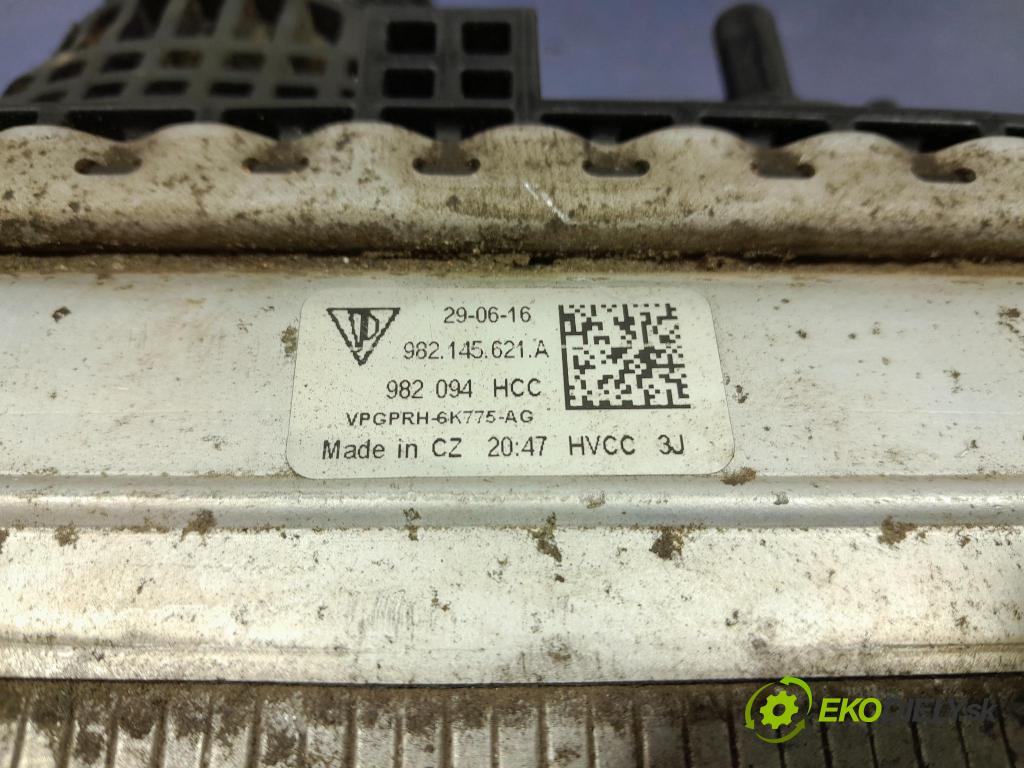 29-06-16
982.145.621.A
982 094 HCC
VPGPRH-6K775-AG
Made in CZ 20:47 HVCC 3J
EKODIELY.sk